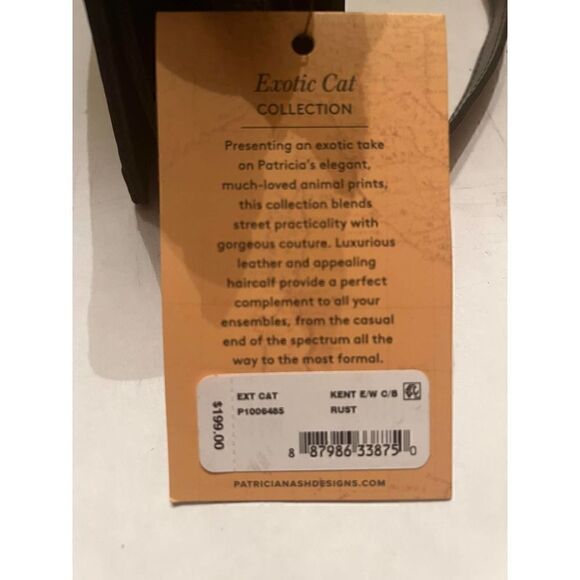 Exotic Cat
COLLECTION
Presenting an exotic take
on Patricia's elegant,
much-loved animal prints,
this collection blends
street practicality with
gorgeous couture. Luxurious
leather and appealing
haircalf provide a perfect
complement to all your
ensembles, from the casual
end of the spectrum all the
way to the most formal.
$199.00
EXT CAT KENT E/W C/B
P1006485 RUST
8 87986 33875 0
PATRICIANASHDESIGNS.COM